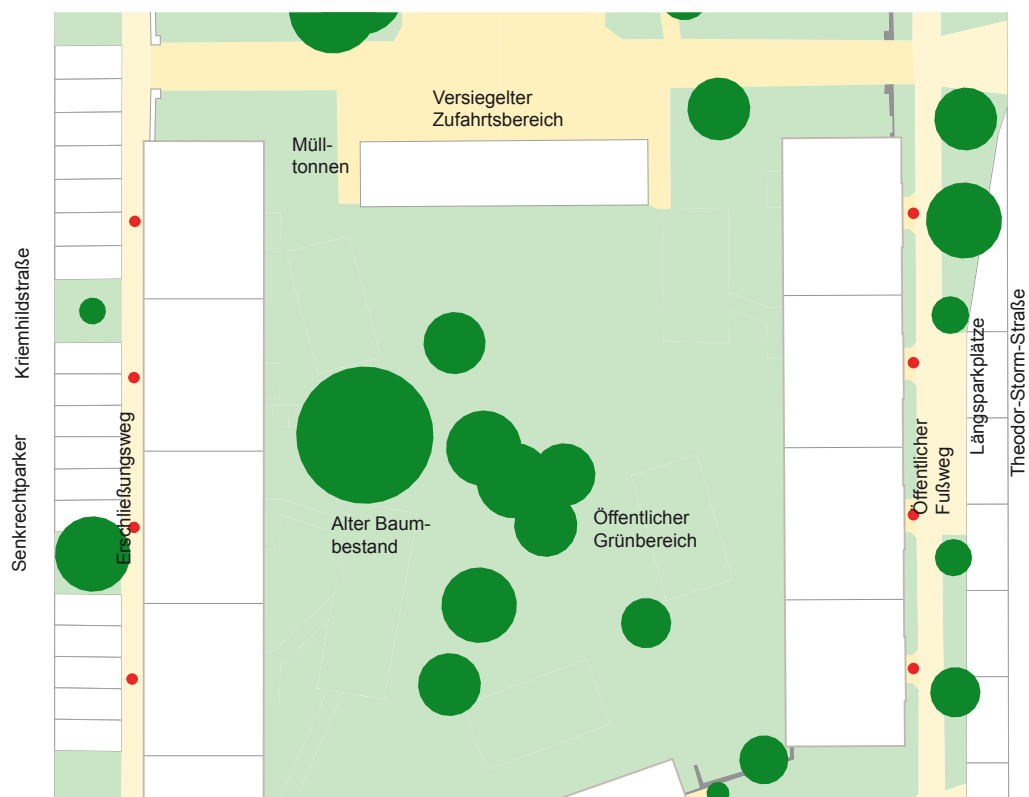 Versiegelter
Zufahrtsbereich
Müll-
tonnen
Kriemhildstraße
Senkrechtparker
Erschließungsweg
Alter Baum-
bestand
Öffentlicher
Grünbereich
Öffentlicher
Fußweg
Längsparkplätze
Theodor-Storm-Straße